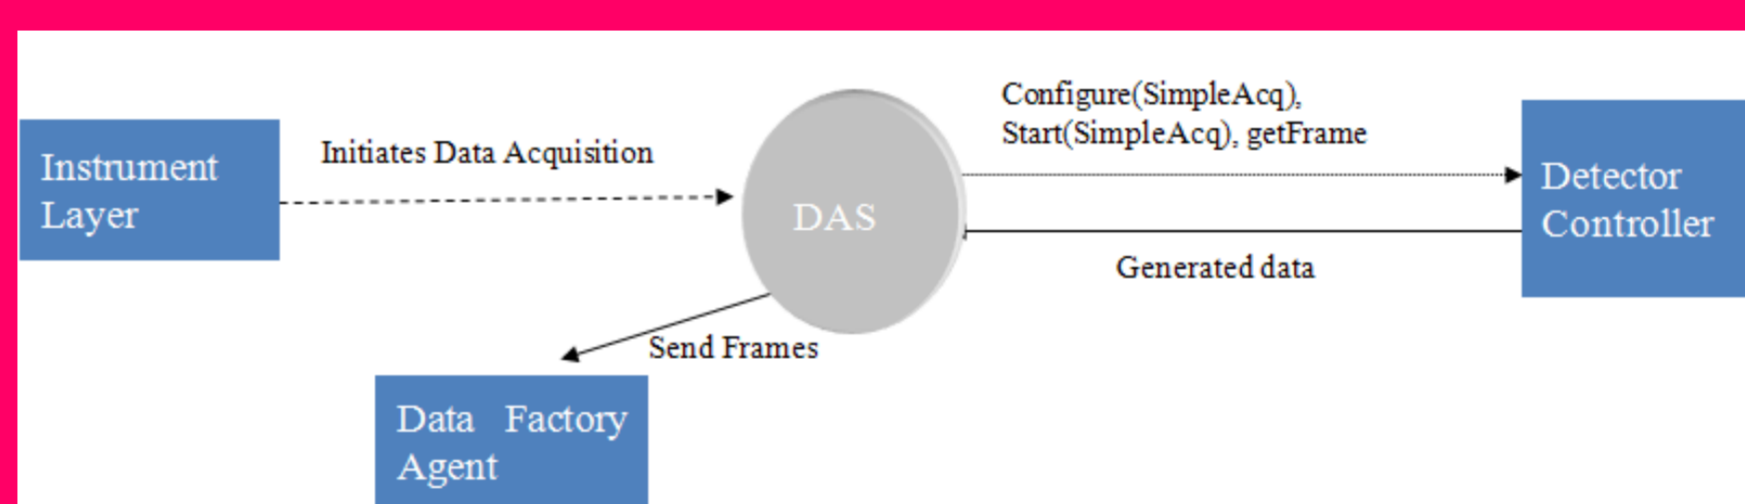 Configure(SimpleAcq),
Start(SimpleAcq), getFrame
Initiates Data Acquisition
Instrument
Layer
DAS
Detector
Controller
Generated data
Send Frames
Data Factory
Agent